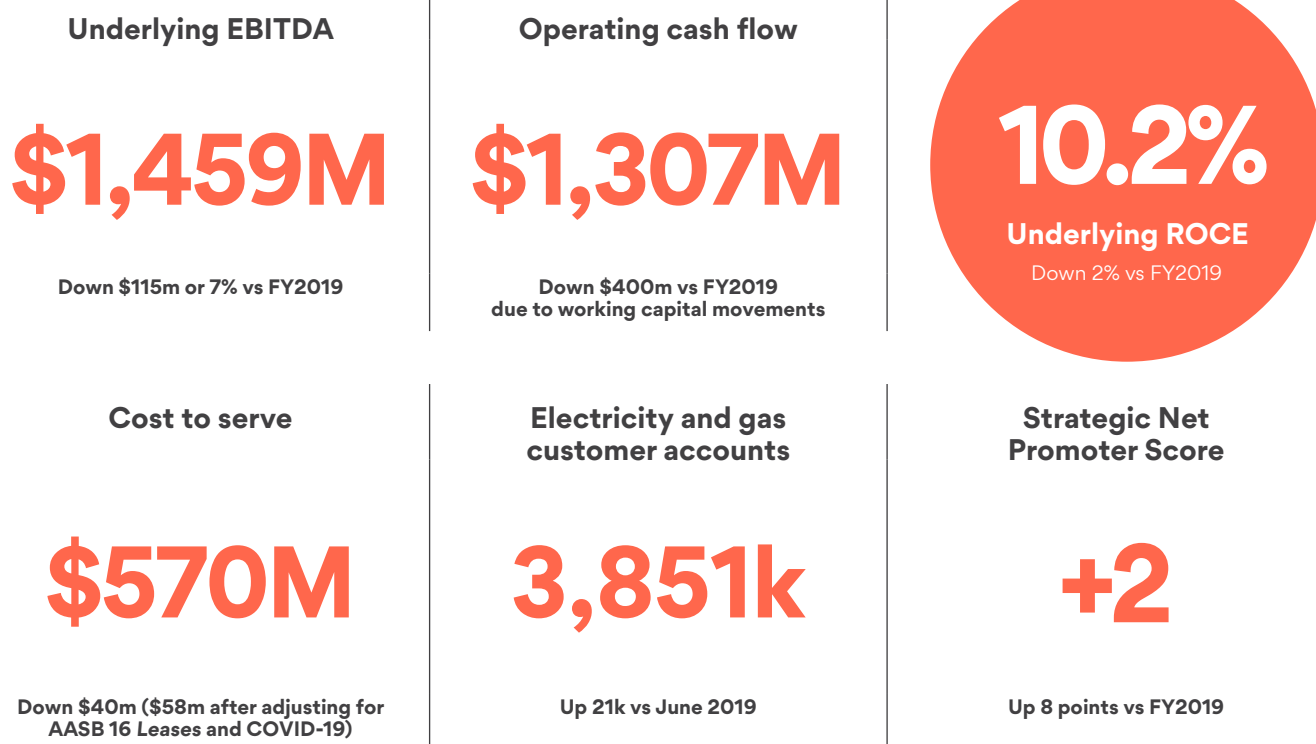 Underlying EBITDA
$1,459M
Down $115m or 7% vs FY2019
Operating cash flow
$1,307M
Down $400m vs FY2019
due to working capital movements
10.2%
Underlying ROCE
Down 2% vs FY2019
Cost to serve
$570M
Down $40m ($58m after adjusting for
AASB 16 Leases and COVID-19)
Electricity and gas
customer accounts
3,851k
Up 21k vs June 2019
Strategic Net
Promoter Score
+2
Up 8 points vs FY2019